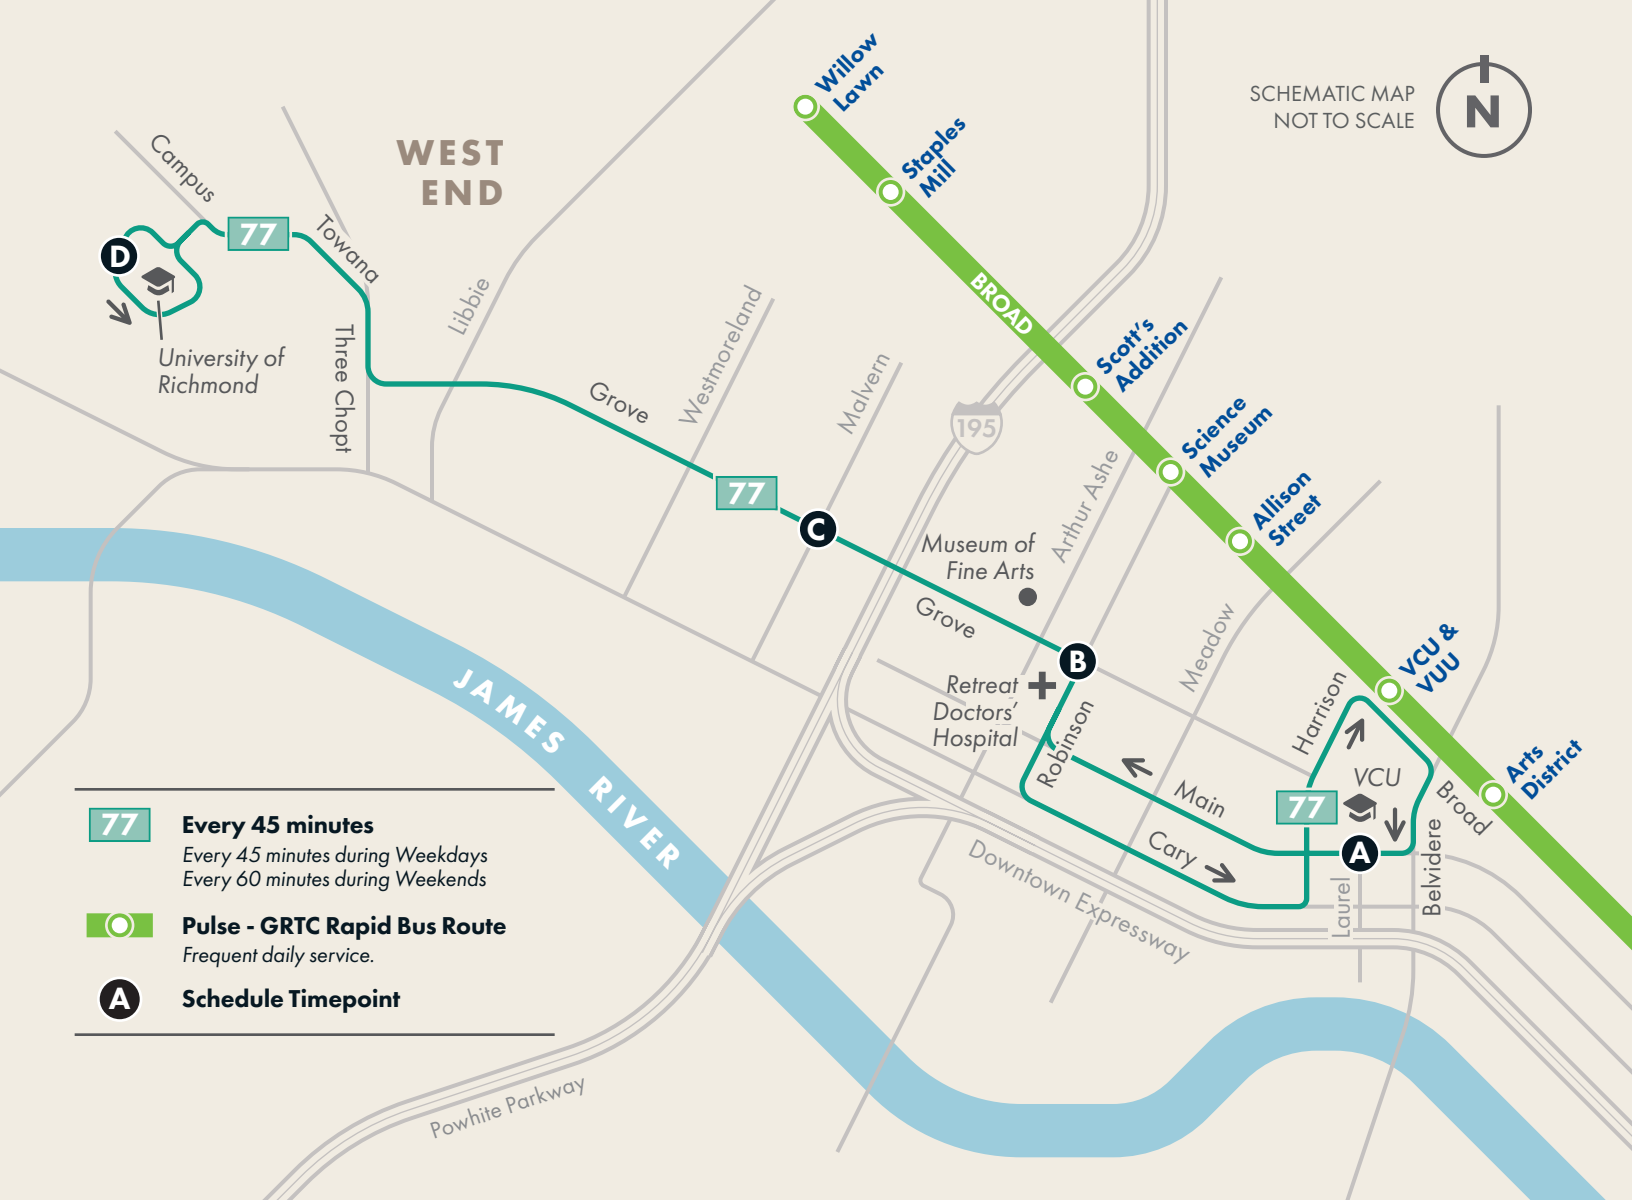 Willow
Lawn
Staples
Mill
SCHEMATIC MAP
NOT TO SCALE
N
WEST
END
Campus
77
Towana
D
University of
Richmond
Three Chopt
Libbie
Westmoreland
Malvern
BROAD
Scott's
Addition
195
Science
Museum
Allison
Street
Grove
77
C
Arthur Ashe
Museum of
Fine Arts
Grove
B
Meadow
VCU &
VUU
Retreat
Doctors'
Hospital
Robinson
Harrison
JAMES RIVER
Main
VCU
77
Arts
District
Broad
Cary
A
Belvidere
Laurel
Downtown Expressway
Powhite Parkway
77
Every 45 minutes
Every 45 minutes during Weekdays
Every 60 minutes during Weekends
Pulse - GRTC Rapid Bus Route
Frequent daily service.
A
Schedule Timepoint